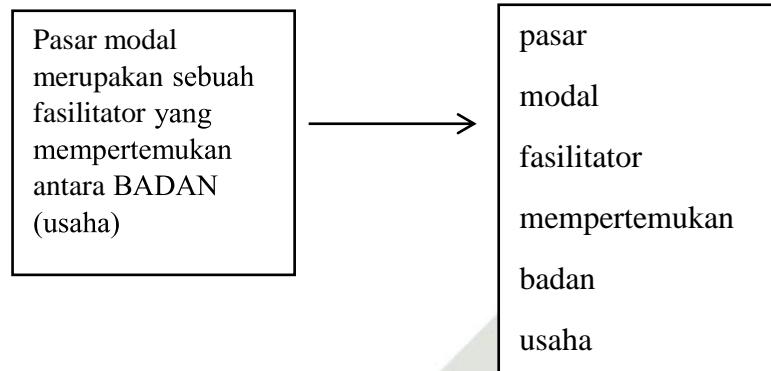 Pasar modal
merupakan sebuah
fasilitator yang
mempertemukan
antara BADAN
(usaha)
pasar
modal
fasilitator
mempertemukan
badan
usaha